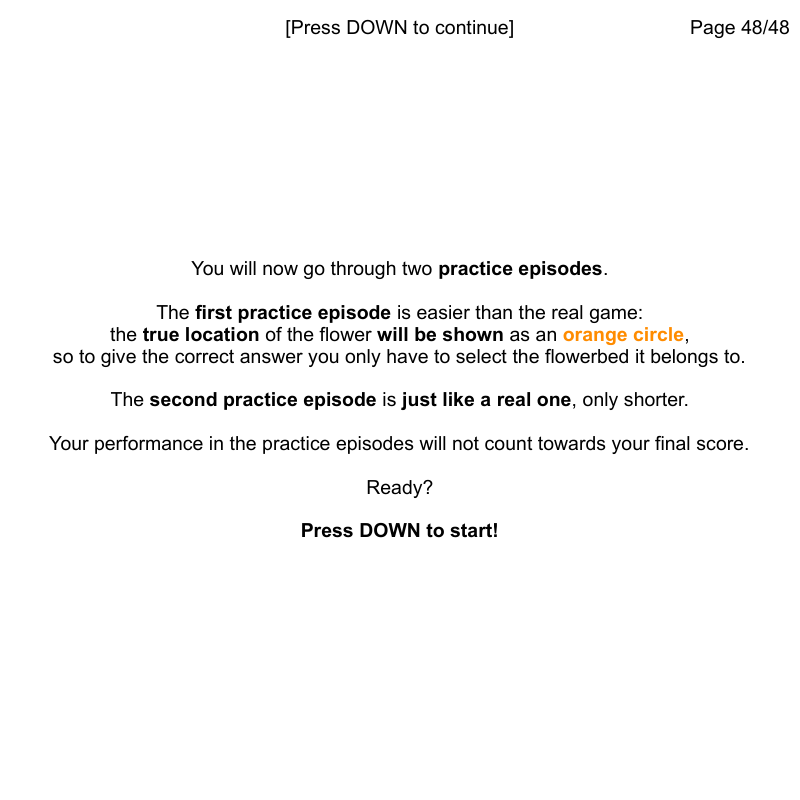 [Press DOWN to continue]
Page 48/48
You will now go through two practice episodes.
The first practice episode is easier than the real game:
the true location of the flower will be shown as an orange circle,
so to give the correct answer you only have to select the flowerbed it belongs to.
The second practice episode is just like a real one, only shorter.
Your performance in the practice episodes will not count towards your final score.
Ready?
Press DOWN to start!